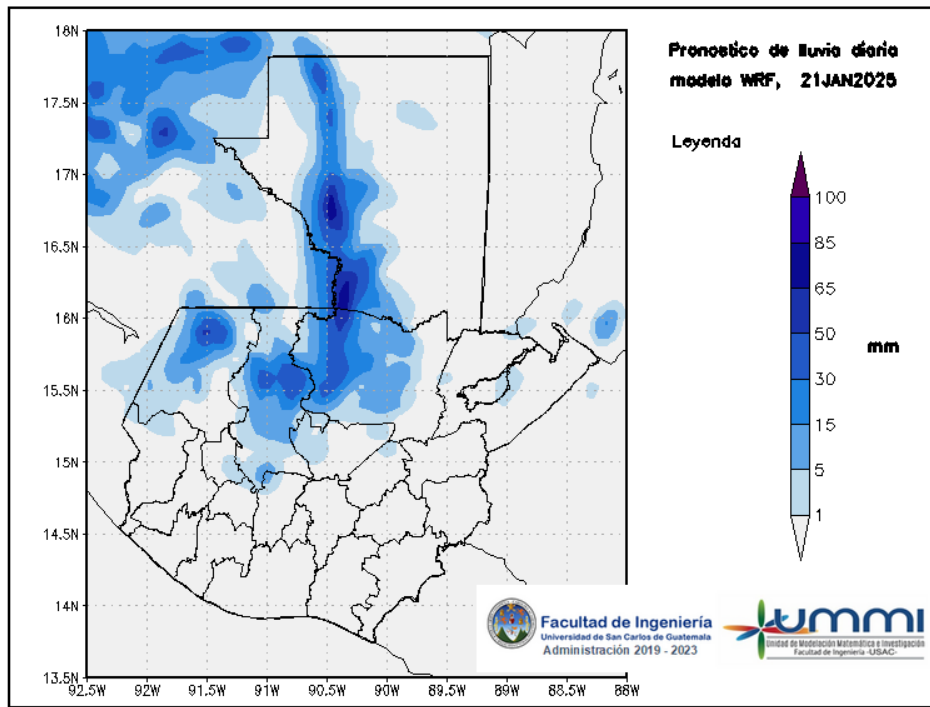 18N
17.5N
17N
16.5N
16N
15.5N
15N
14.5N
14N
13.5N
92.5W
92W
91.5W
91W
90.5W
90W
89.5W
89W
88.5W
88W
Pronostico de lluvia diaria
modelo WRF, 21JAN2025
Leyenda
100
85
65
50
30
15
5
1
mm
Facultad de Ingeniería
Universidad de San Carlos de Guatemala
Administración 2019 - 2023
UMMI
Unidad de Modelación Matemática e Investigación
Facultad de Ingeniería -USAC-